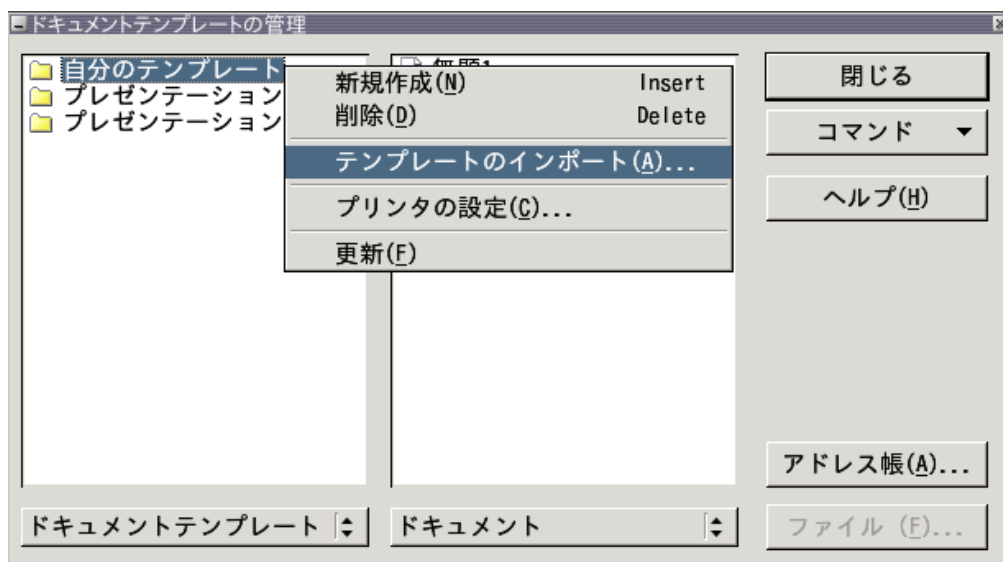 ドキュメントテンプレートの管理
自分のテンプレート
プレゼンテーション
プレゼンテーション
新規作成(N) Insert
削除(D) Delete
テンプレートのインポート(A)...
プリンタの設定(C)...
更新(F)
閉じる
コマンド
ヘルプ(H)
アドレス帳(A)...
ドキュメントテンプレート
ドキュメント
ファイル (F)...